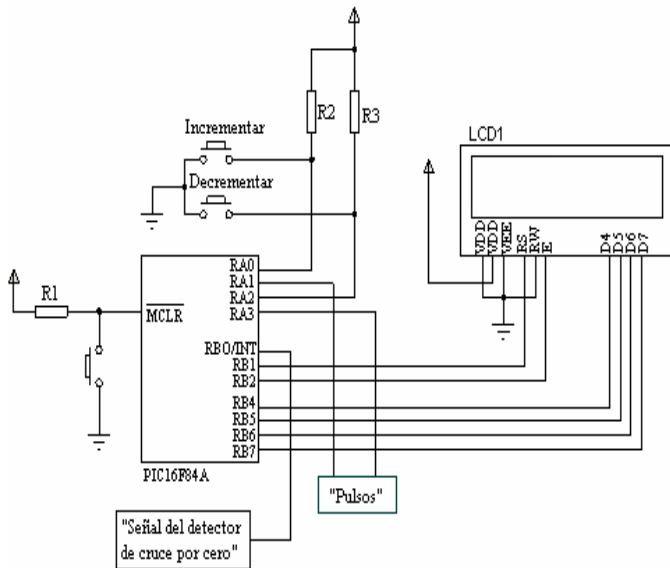 R2
R3
Incrementar
Decrementar
LCD1
VDD
VDD
VEE
RS
RW
E
D4
D5
D6
D7
R1
MCLR
RA0
RA1
RA2
RA3
RB0/INT
RB1
RB2
RB4
RB5
RB6
RB7
PIC16F84A
"Pulsos"
"Señal del detector
de cruce por cero"